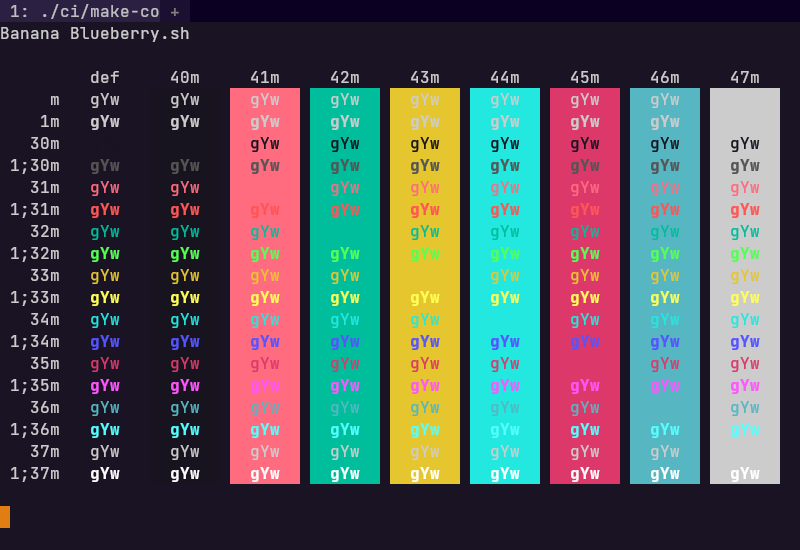 1: ./ci/make-co +
Banana Blueberry.sh
def 40m 41m 42m 43m 44m 45m 46m 47m
m gYw gYw gYw gYw gYw gYw gYw gYw
1m gYw gYw gYw gYw gYw gYw gYw gYw
30m gYw gYw gYw gYw gYw gYw gYw
1;30m gYw gYw gYw gYw gYw gYw gYw gYw gYw
31m gYw gYw gYw gYw gYw gYw gYw gYw
1;31m gYw gYw gYw gYw gYw gYw gYw gYw gYw
32m gYw gYw gYw gYw gYw gYw gYw gYw
1;32m gYw gYw gYw gYw gYw gYw gYw gYw gYw
33m gYw gYw gYw gYw gYw gYw gYw gYw
1;33m gYw gYw gYw gYw gYw gYw gYw gYw gYw
34m gYw gYw gYw gYw gYw gYw gYw gYw
1;34m gYw gYw gYw gYw gYw gYw gYw gYw gYw
35m gYw gYw gYw gYw gYw gYw gYw gYw
1;35m gYw gYw gYw gYw gYw gYw gYw gYw gYw
36m gYw gYw gYw gYw gYw gYw gYw gYw
1;36m gYw gYw gYw gYw gYw gYw gYw gYw gYw
37m gYw gYw gYw gYw gYw gYw gYw gYw
1;37m gYw gYw gYw gYw gYw gYw gYw gYw gYw